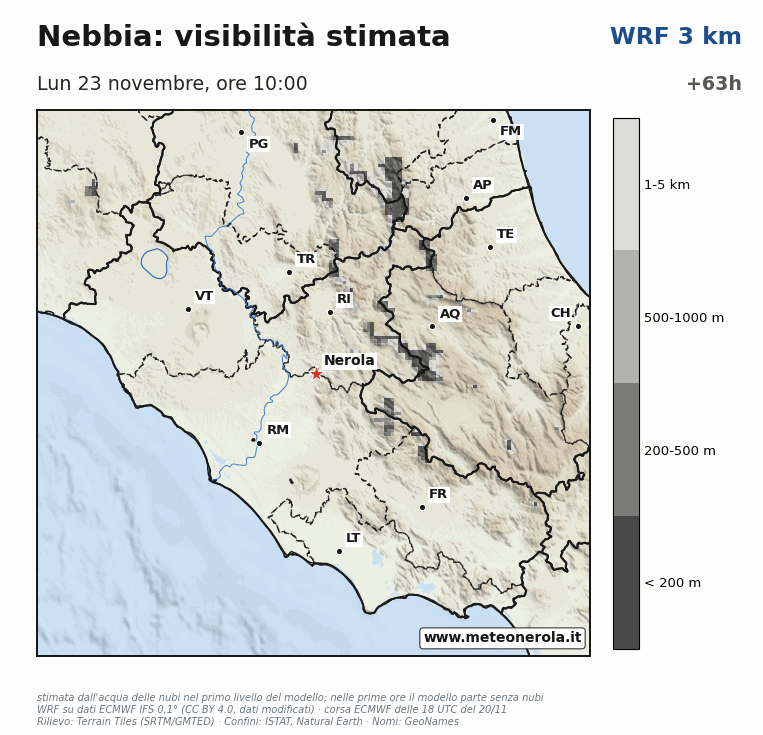 Nebbia: visibilità stimata
WRF 3 km
Lun 23 novembre, ore 10:00
+63h
FM
PG
AP
TE
TR
VT
RI
AQ
CH
Nerola
RM
FR
LT
www.meteonerola.it
1-5 km
500-1000 m
200-500 m
< 200 m
stimata dall'acqua delle nubi nel primo livello del modello; nelle prime ore il modello parte senza nubi
WRF su dati ECMWF IFS 0,1° (CC BY 4.0, dati modificati) · corsa ECMWF delle 18 UTC del 20/11
Rilievo: Terrain Tiles (SRTM/GMTED) · Confini: ISTAT, Natural Earth · Nomi: GeoNames